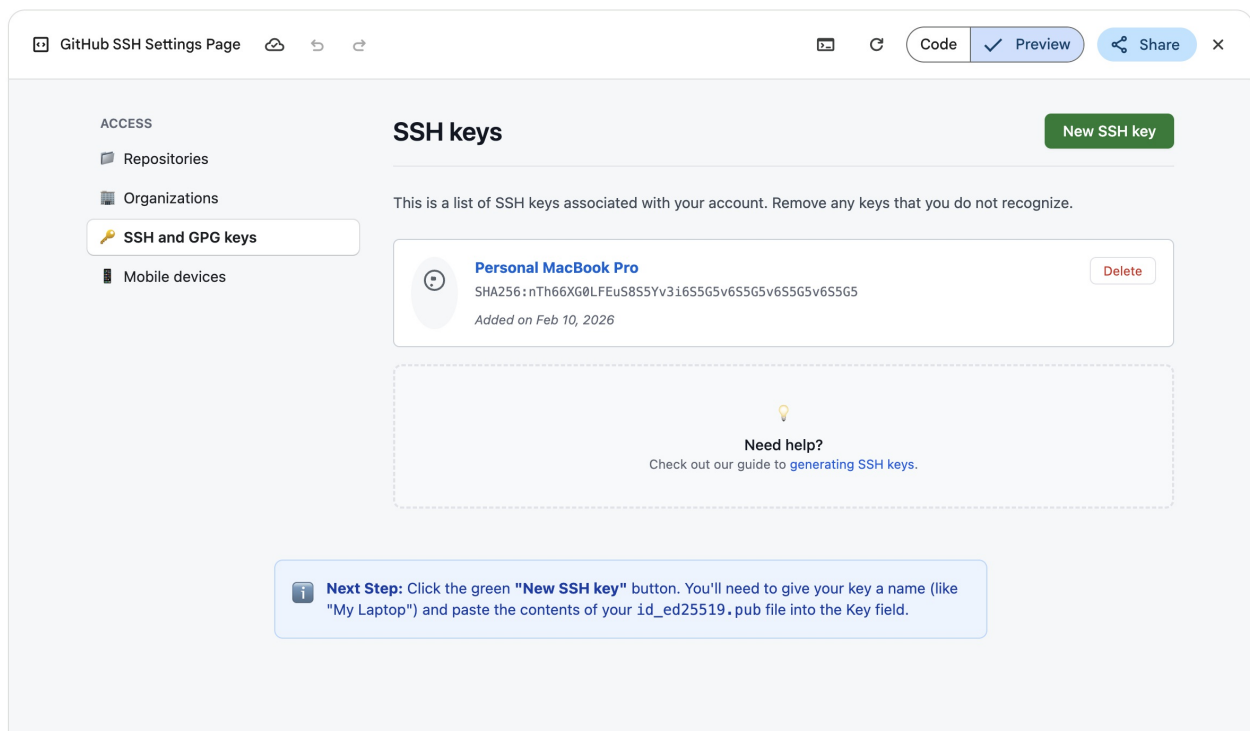 GitHub SSH Settings Page
Code
Preview
Share
ACCESS
Repositories
Organizations
SSH and GPG keys
Mobile devices
SSH keys
New SSH key
This is a list of SSH keys associated with your account. Remove any keys that you do not recognize.
Personal MacBook Pro
Delete
SHA256:nTh66XG0LFEuS8S5Yv3i6S5G5v6S5G5v6S5G5v6S5G5
Added on Feb 10, 2026
Need help?
Check out our guide to generating SSH keys.
Next Step: Click the green "New SSH key" button. You'll need to give your key a name (like
"My Laptop") and paste the contents of your id_ed25519.pub file into the Key field.